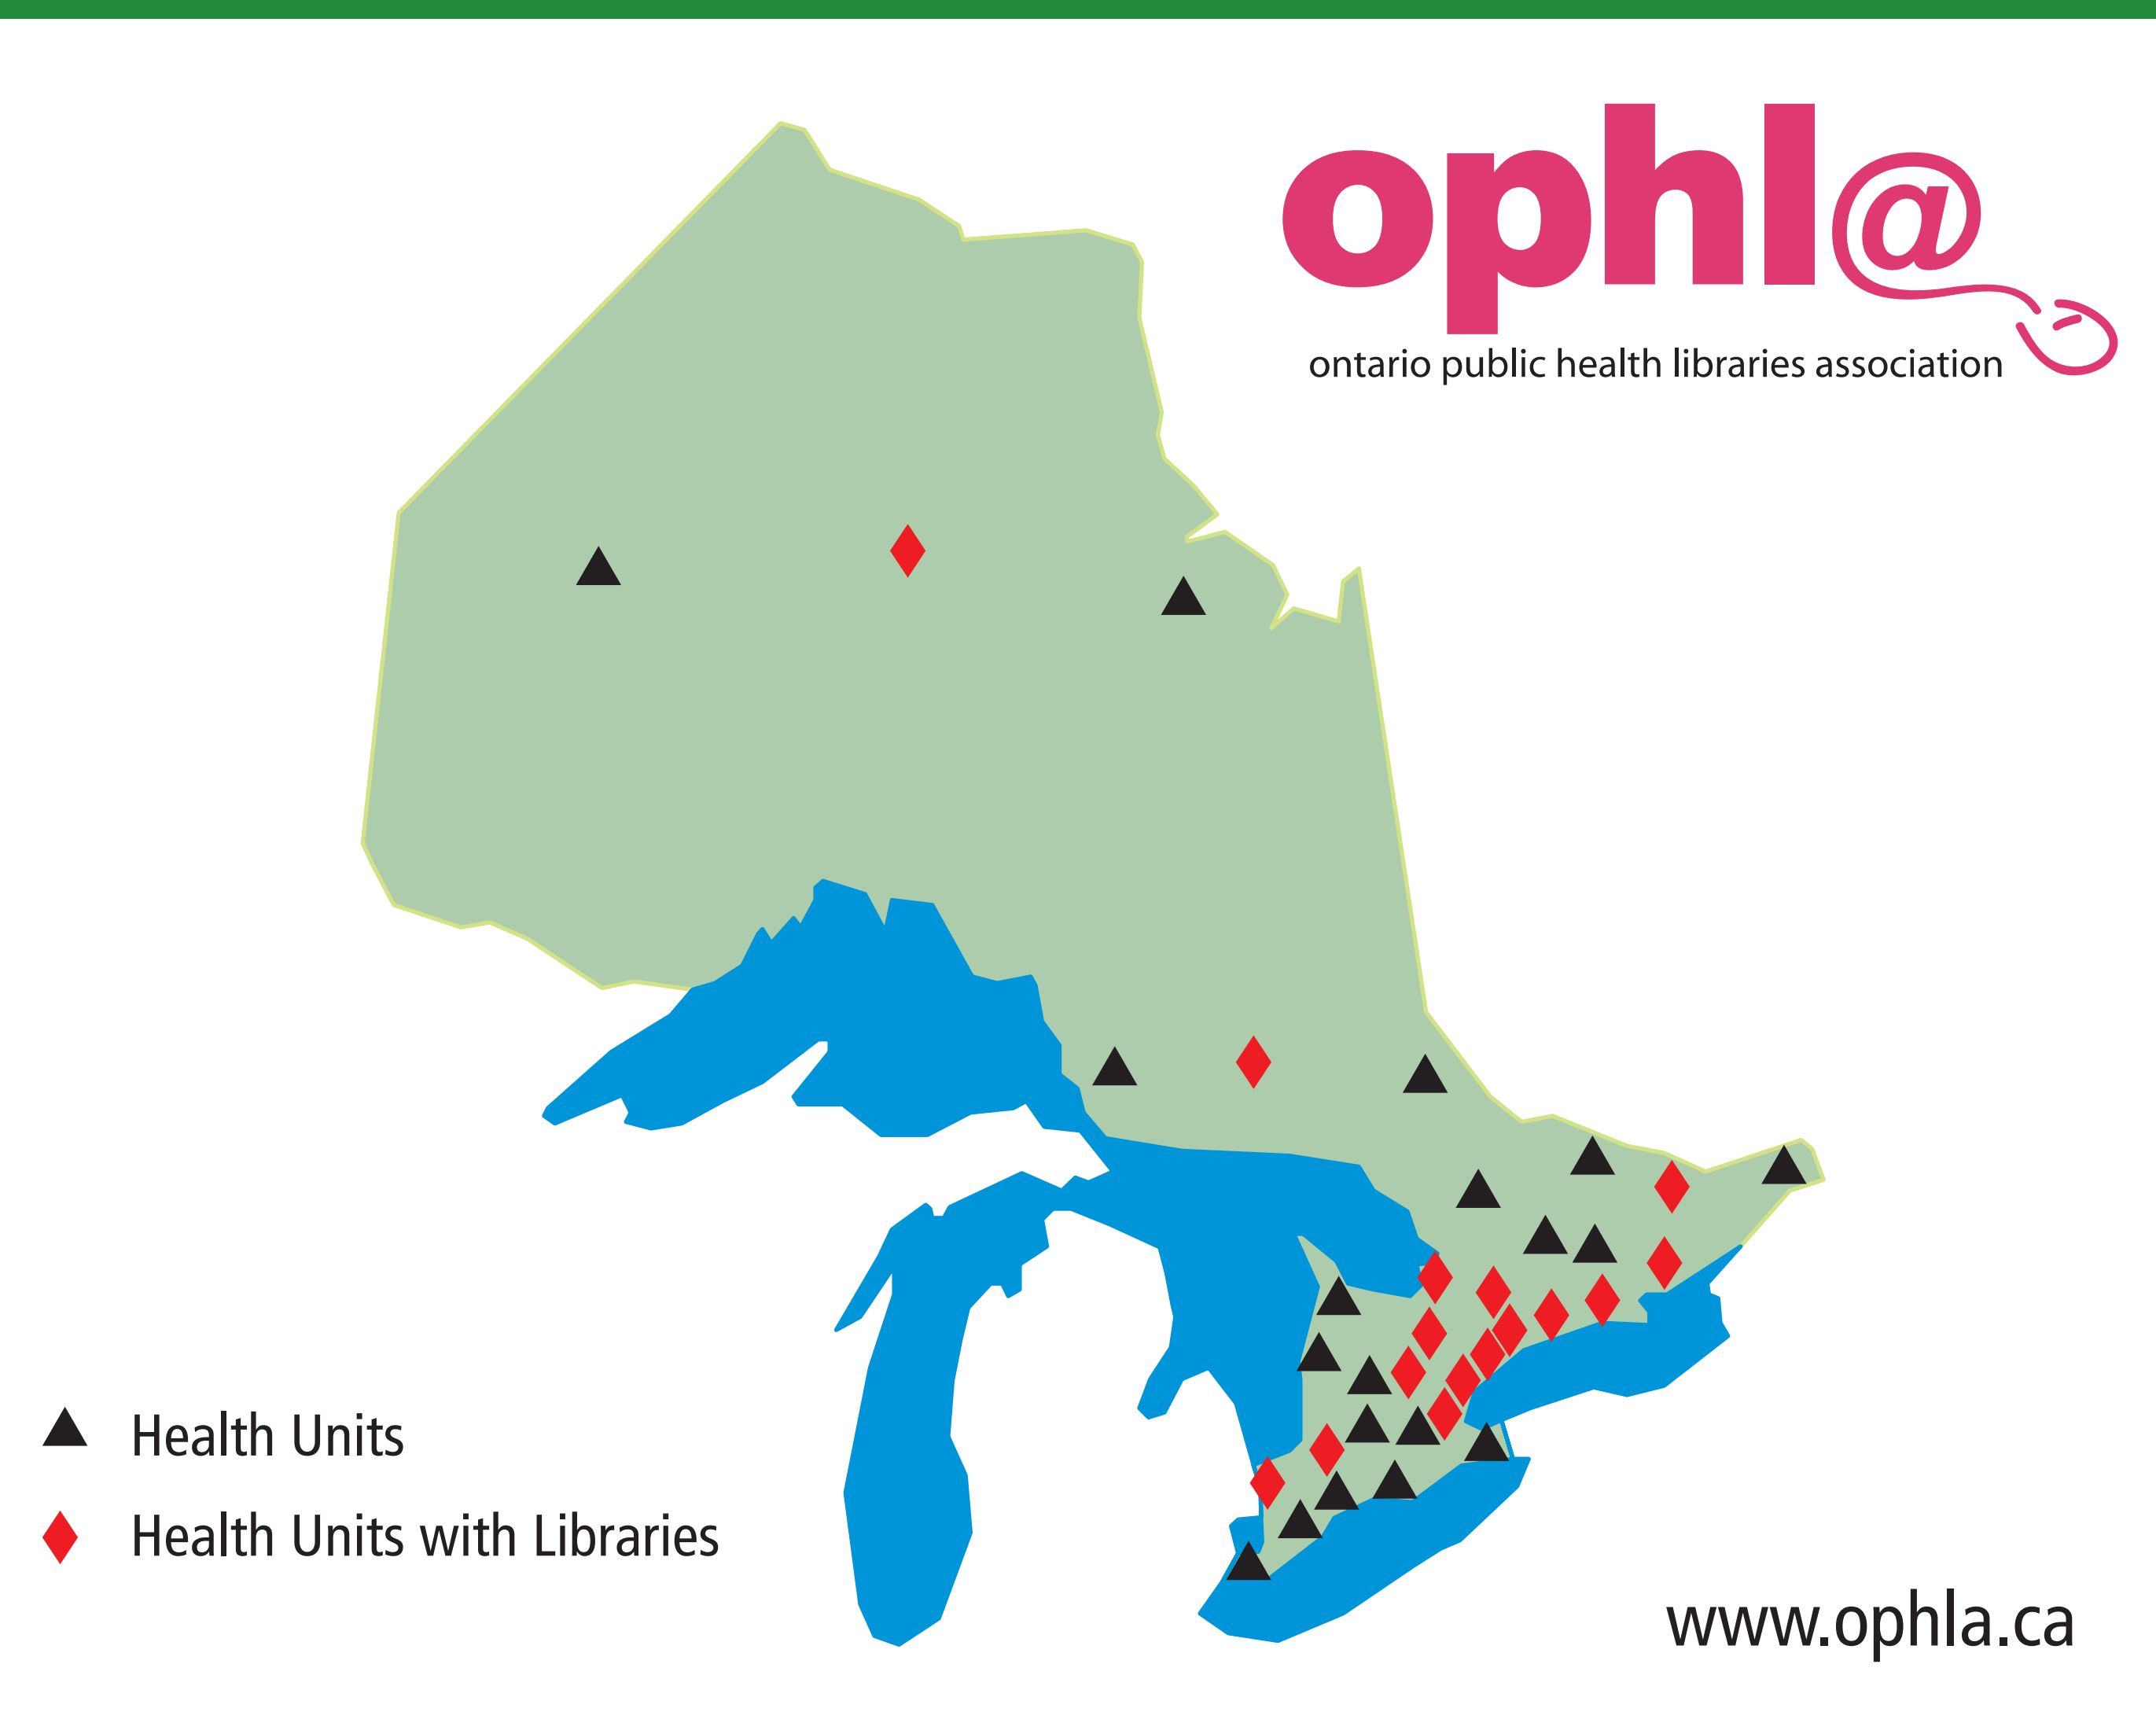 ophl@
ontario public health libraries association
Health Units
Health Units with Libraries
www.ophla.ca